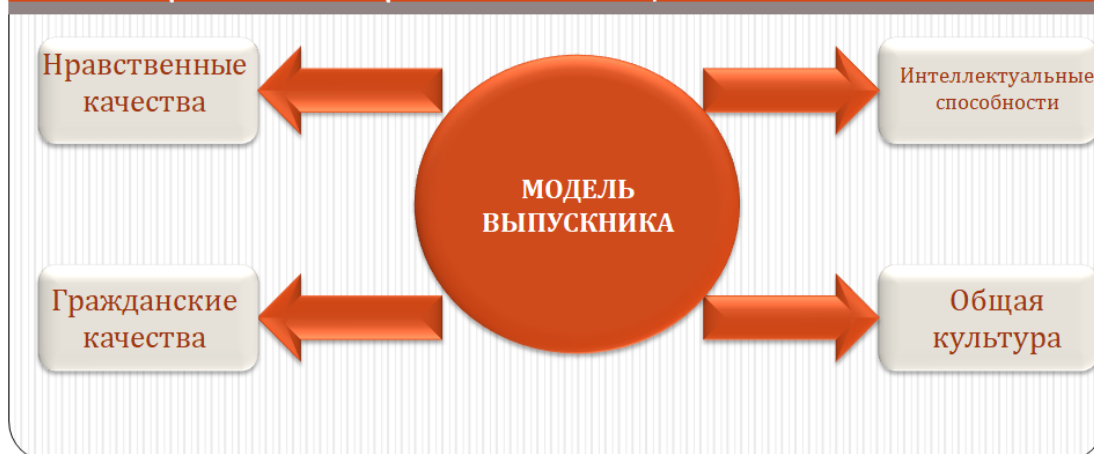 Нравственные
качества
Интеллектуальные
способности
МОДЕЛЬ
ВЫПУСКНИКА
Гражданские
качества
Общая
культура